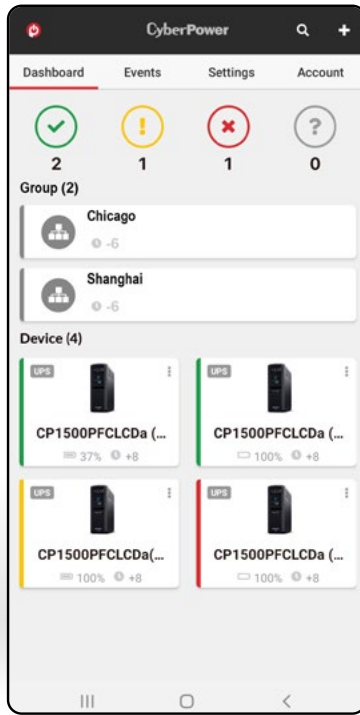 CyberPower
Dashboard Events Settings Account
2 1 1 0
Group (2)
Chicago
-6
Shanghai
-6
Device (4)
UPS UPS
CP1500PFCLCDa (... CP1500PFCLCDa (...
37% +8 100% +8
UPS UPS
CP1500PFCLCDa(... CP1500PFCLCDa (...
100% +8 100% +8